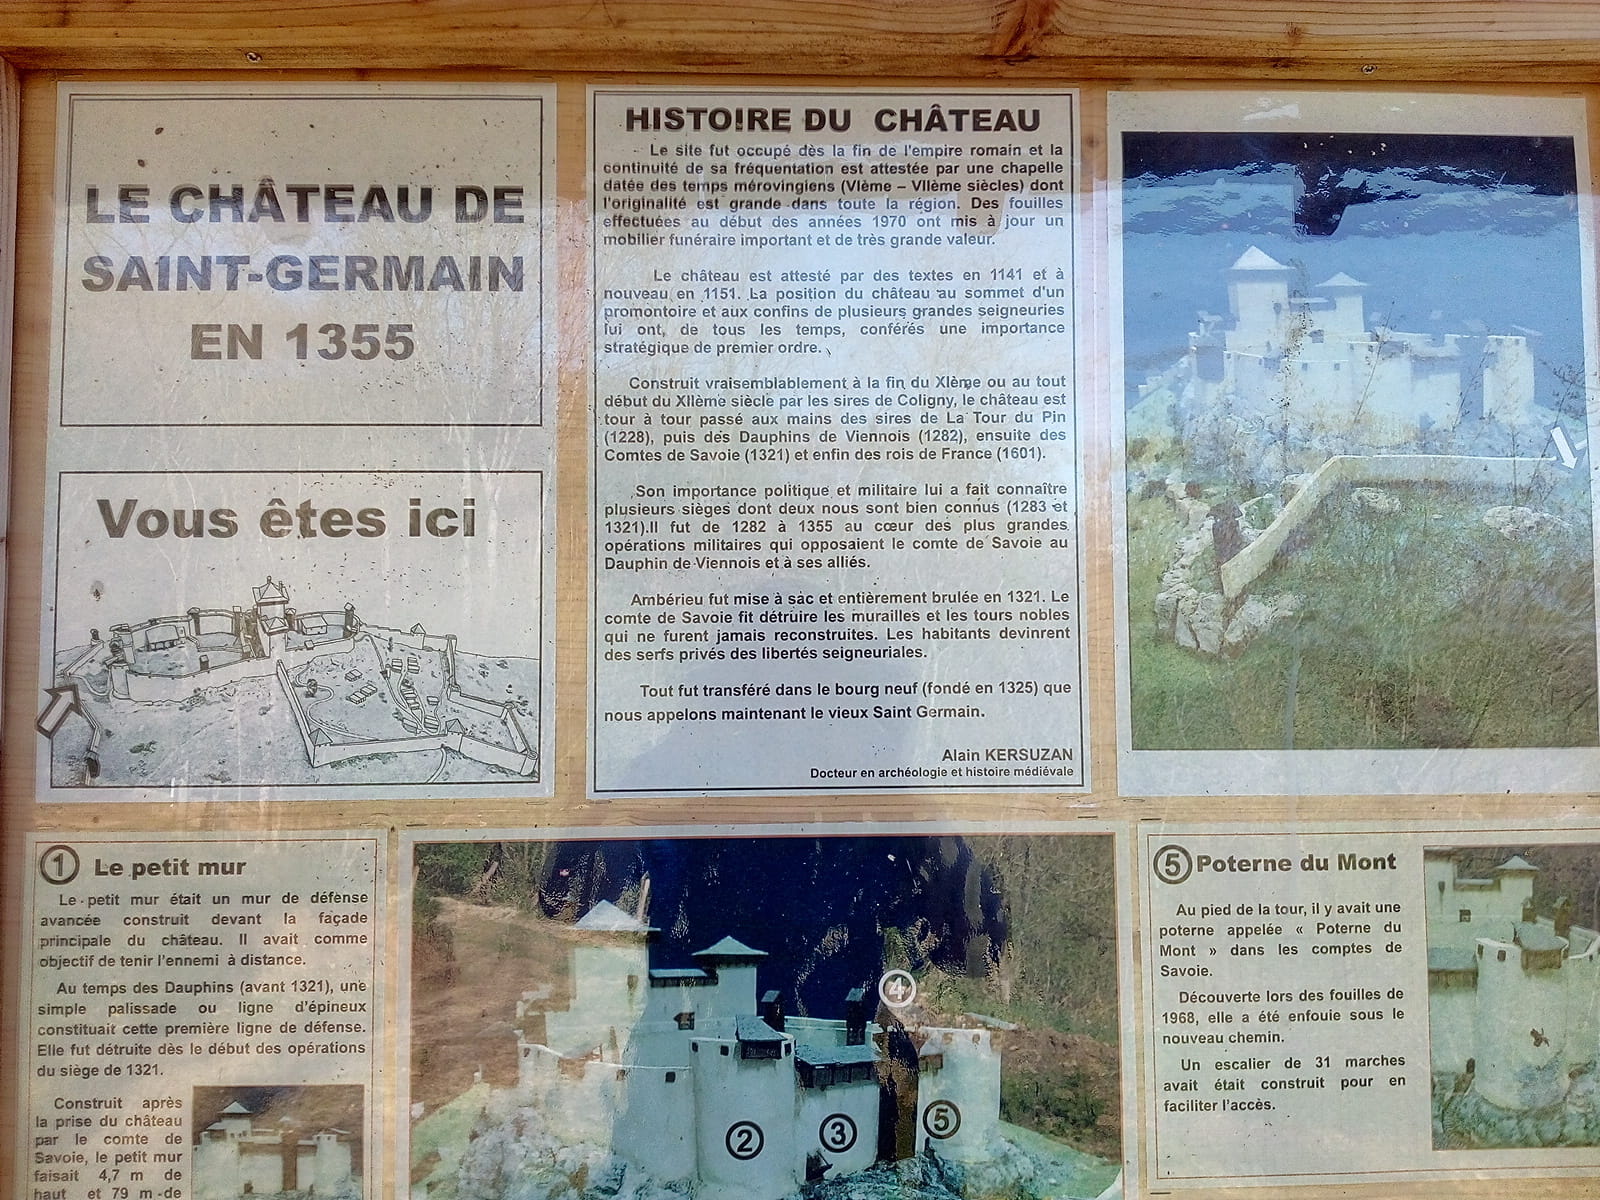 LE CHÂTEAU DE
SAINT-GERMAIN
EN 1355
Vous êtes ici
HISTOIRE DU CHÂTEAU
Le site fut occupé dès la fin de l'empire romain et la
continuité de sa fréquentation est attestée par une chapelle
datée des temps mérovingiens (VIème – VIIème siècles) dont
l'originalité est grande dans toute la région. Des fouilles
effectuées au début des années 1970 ont mis à jour un
mobilier funéraire important et de très grande valeur.
Le château est attesté par des textes en 1141 et à
nouveau en 1151. La position du château au sommet d'un
promontoire et aux confins de plusieurs grandes seigneuries
lui ont, de tous les temps, conférés une importance
stratégique de premier ordre.
Construit vraisemblablement à la fin du XIème ou au tout
début du XIIème siècle par les sires de Coligny, le château est
tour à tour passé aux mains des sires de La Tour du Pin
(1228), puis des Dauphins de Viennois (1282), ensuite des
Comtes de Savoie (1321) et enfin des rois de France (1601).
Son importance politique et militaire lui a fait connaître
plusieurs sièges dont deux nous sont bien connus (1283 et
1321).Il fut de 1282 à 1355 au cœur des plus grandes
opérations militaires qui opposaient le comte de Savoie au
Dauphin de Viennois et à ses alliés.
Ambérieu fut mise à sac et entièrement brulée en 1321. Le
comte de Savoie fit détruire les murailles et les tours nobles
qui ne furent jamais reconstruites. Les habitants devinrent
des serfs privés des libertés seigneuriales.
Tout fut transféré dans le bourg neuf (fondé en 1325) que
nous appelons maintenant le vieux Saint Germain.
Alain KERSUZAN
Docteur en archéologie et histoire médiévale
1 Le petit mur
Le petit mur était un mur de défense
avancée construit devant la façade
principale du château. Il avait comme
objectif de tenir l'ennemi à distance.
Au temps des Dauphins (avant 1321), une
simple palissade ou ligne d'épineux
constituait cette première ligne de défense.
Elle fut détruite dès le début des opérations
du siège de 1321.
Construit après
la prise du château
par le comte de
Savoie, le petit mur
faisait 4,7 m de
haut et 79 m de
4
2
3
5
5 Poterne du Mont
Au pied de la tour, il y avait une
poterne appelée « Poterne du
Mont » dans les comptes de
Savoie.
Découverte lors des fouilles de
1968, elle a été enfouie sous le
nouveau chemin.
Un escalier de 31 marches
avait était construit pour en
faciliter l'accès.